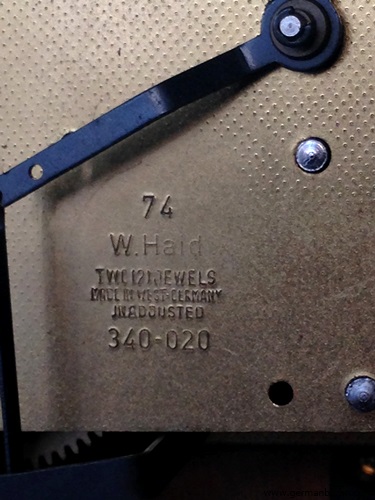 74
W. Haid
TWO [2] JEWELS
MADE IN WEST-GERMANY
UNADJUSTED
340-020